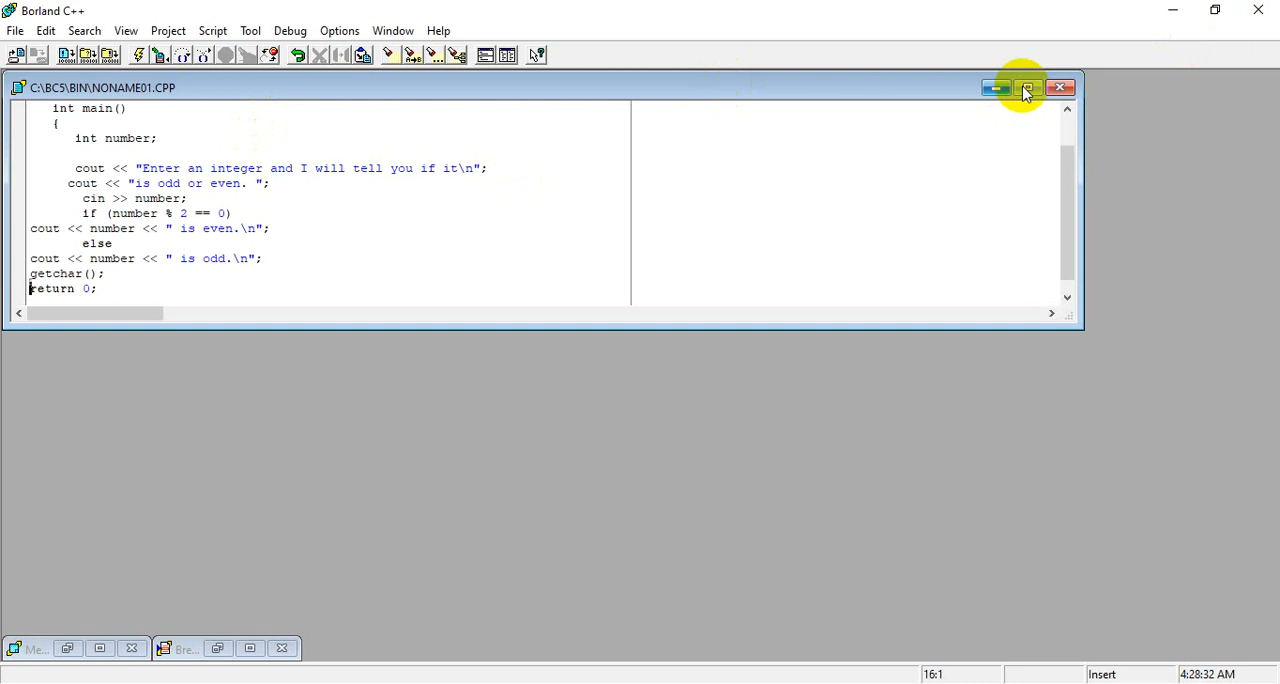 Borland C++
File Edit Search View Project Script Tool Debug Options Window Help
C:\BC5\BIN\NONAME01.CPP
int main()
{
int number;
cout << "Enter an integer and I will tell you if it\n";
cout << "is odd or even. ";
cin >> number;
if (number % 2 == 0)
cout << number << " is even.\n";
else
cout << number << " is odd.\n";
getchar();
return 0;
Me... Bre...
16:1 Insert 4:28:32 AM